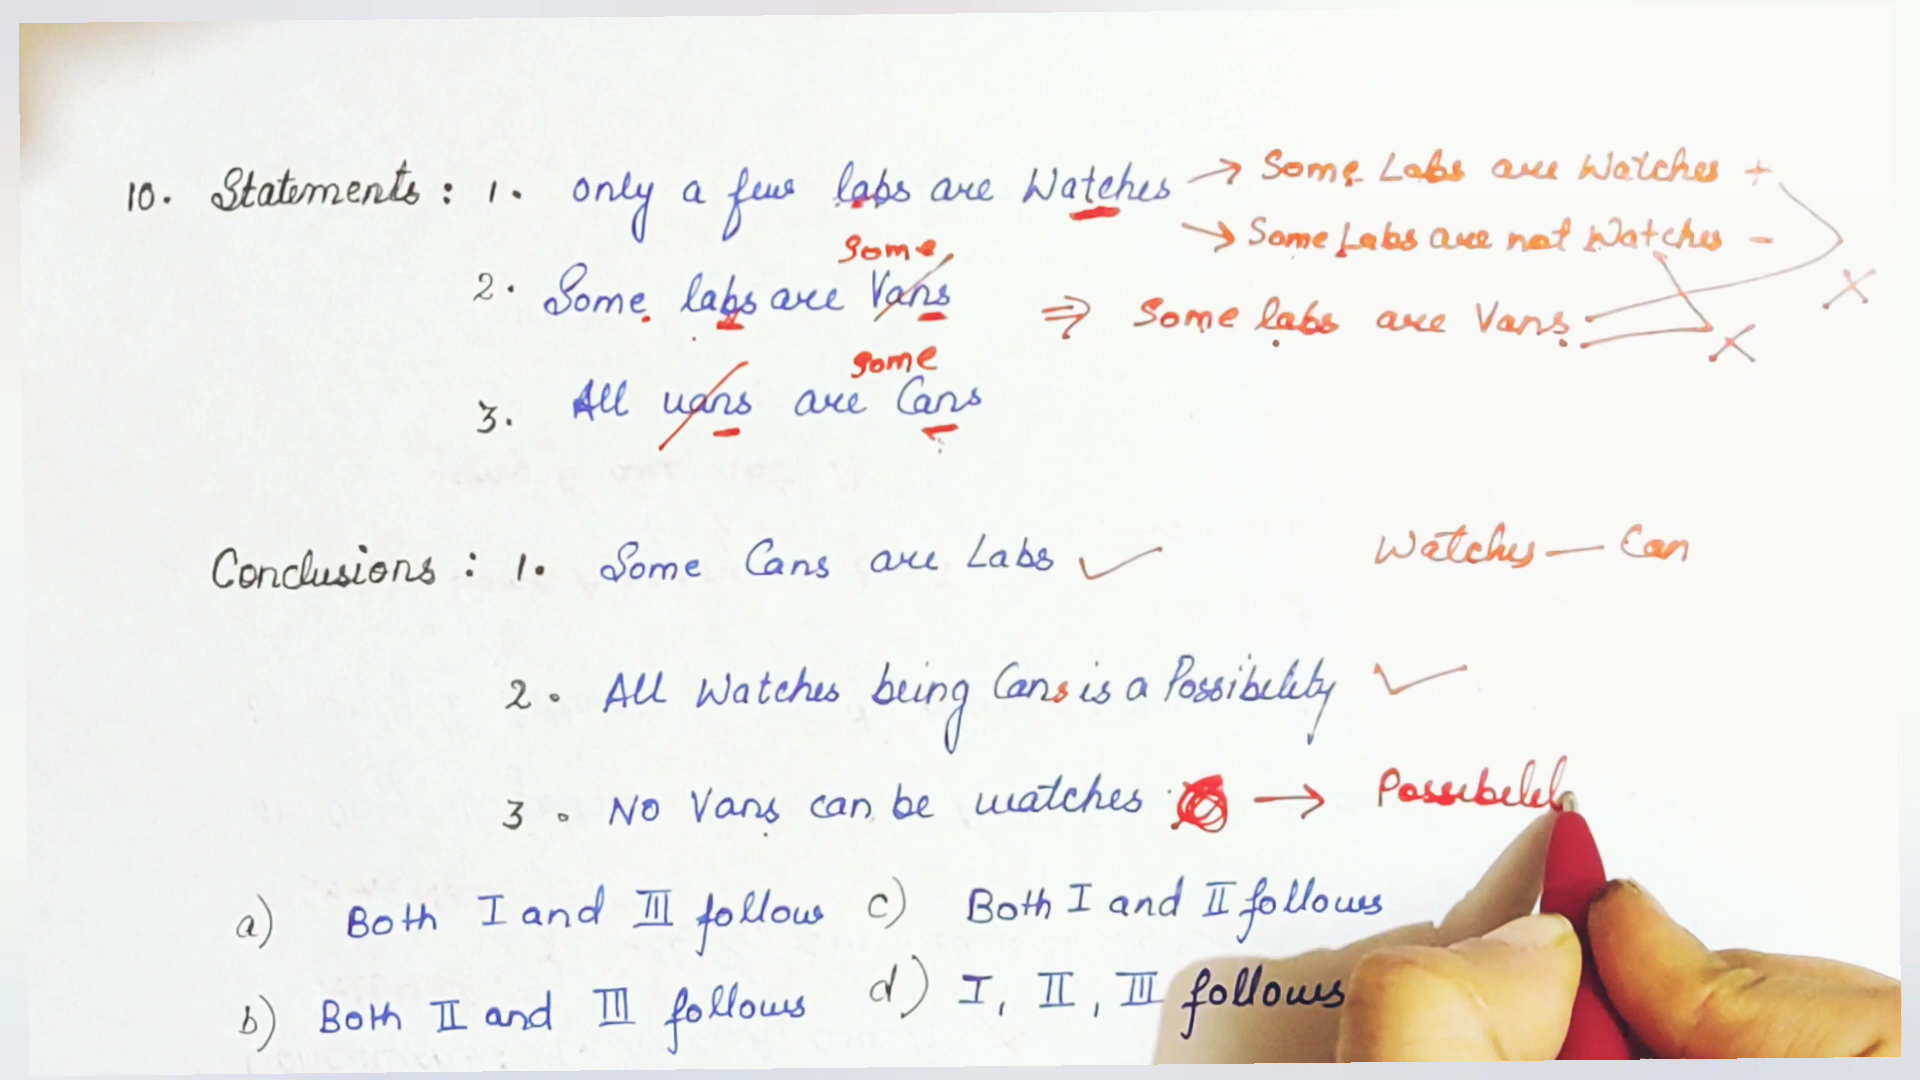 10. Statements : 1. only a few labs are Watches → Some Labs are Watches +
→ Some Labs are not Watches -
Some
2. Some labs are Vans ⇒ Some labs are Vans
Some
3. All vans are Cans
Conclusions : 1. Some Cans are Labs ✓ Watches — Can
2. All Watches being Cans is a Possibility ✓
3. No Vans can be watches → Possibil
a) Both I and III follow c) Both I and II follows
b) Both II and III follows d) I, II, III follows